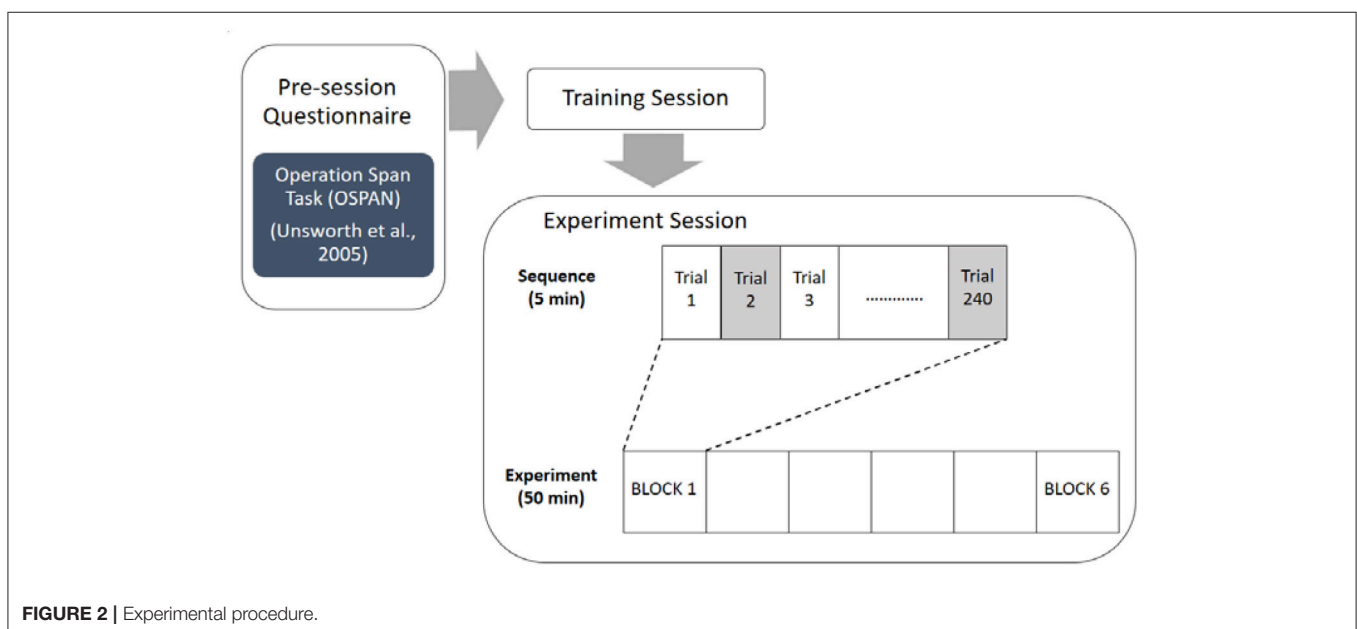 Pre-session
Questionnaire
Operation Span
Task (OSPAN)
(Unsworth et al.,
2005)
Training Session
Experiment Session
Sequence
(5 min)
Trial
1
Trial
2
Trial
3
.............
Trial
240
Experiment
(50 min)
BLOCK 1
BLOCK 6
FIGURE 2 | Experimental procedure.